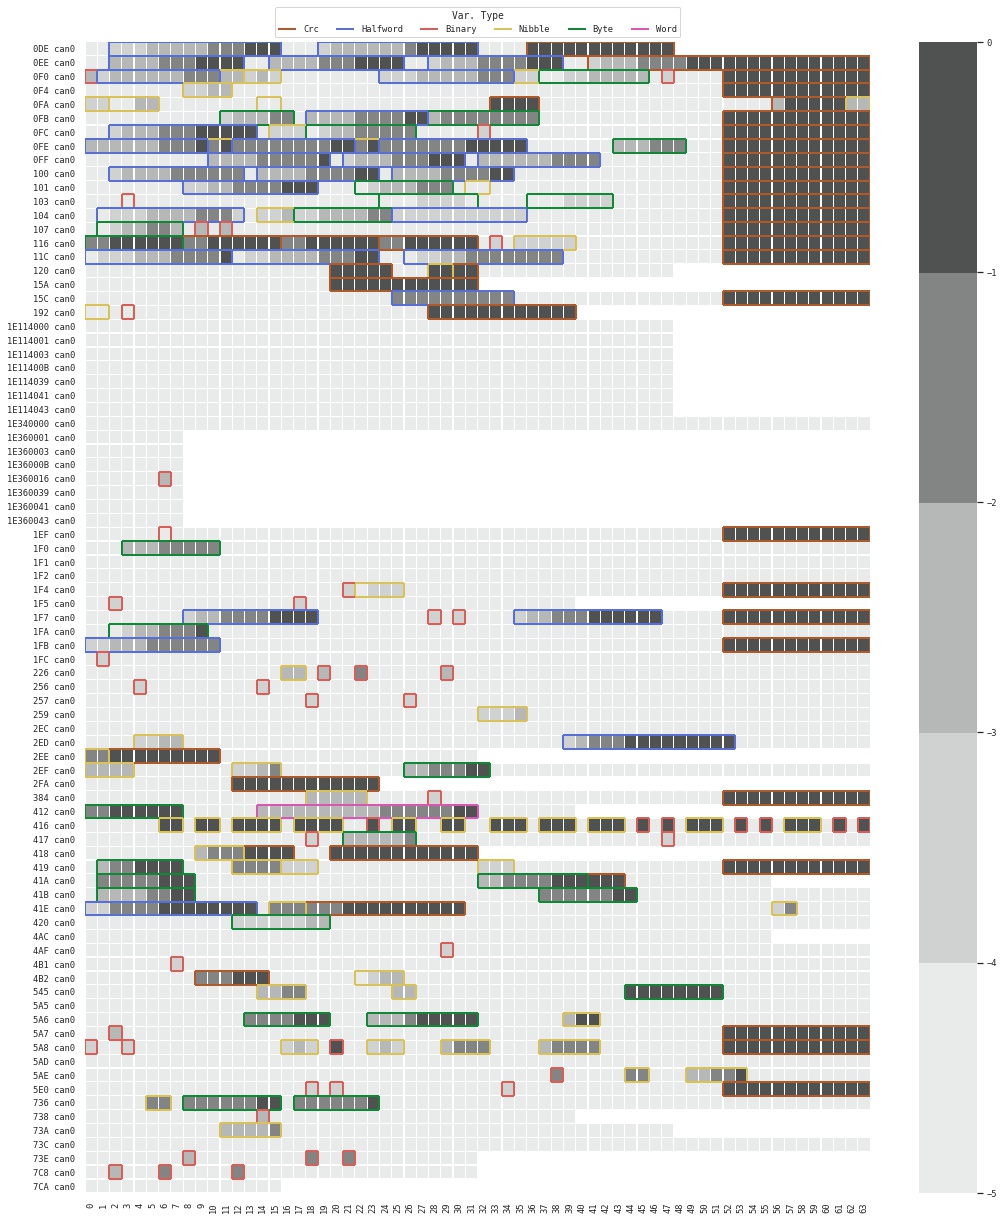 Var. Type
Crc Halfword Binary Nibble Byte Word
0DE can0
0EE can0
0F0 can0
0F4 can0
0FA can0
0FB can0
0FC can0
0FE can0
0FF can0
100 can0
101 can0
103 can0
104 can0
107 can0
116 can0
11C can0
120 can0
15A can0
15C can0
192 can0
1E114000 can0
1E114001 can0
1E114003 can0
1E11400B can0
1E114039 can0
1E114041 can0
1E114043 can0
1E340000 can0
1E360001 can0
1E360003 can0
1E36000B can0
1E360016 can0
1E360039 can0
1E360041 can0
1E360043 can0
1EF can0
1F0 can0
1F1 can0
1F2 can0
1F4 can0
1F5 can0
1F7 can0
1FA can0
1FB can0
1FC can0
226 can0
256 can0
257 can0
259 can0
2EC can0
2ED can0
2EE can0
2EF can0
2FA can0
384 can0
412 can0
416 can0
417 can0
418 can0
419 can0
41A can0
41B can0
41E can0
420 can0
4AC can0
4AF can0
4B1 can0
4B2 can0
545 can0
5A5 can0
5A6 can0
5A7 can0
5A8 can0
5AD can0
5AE can0
5E0 can0
736 can0
738 can0
73A can0
73C can0
73E can0
7C8 can0
7CA can0
0 1 2 3 4 5 6 7 8 9 10 11 12 13 14 15 16 17 18 19 20 21 22 23 24 25 26 27 28 29 30 31 32 33 34 35 36 37 38 39 40 41 42 43 44 45 46 47 48 49 50 51 52 53 54 55 56 57 58 59 60 61 62 63
0
−1
−2
−3
−4
−5